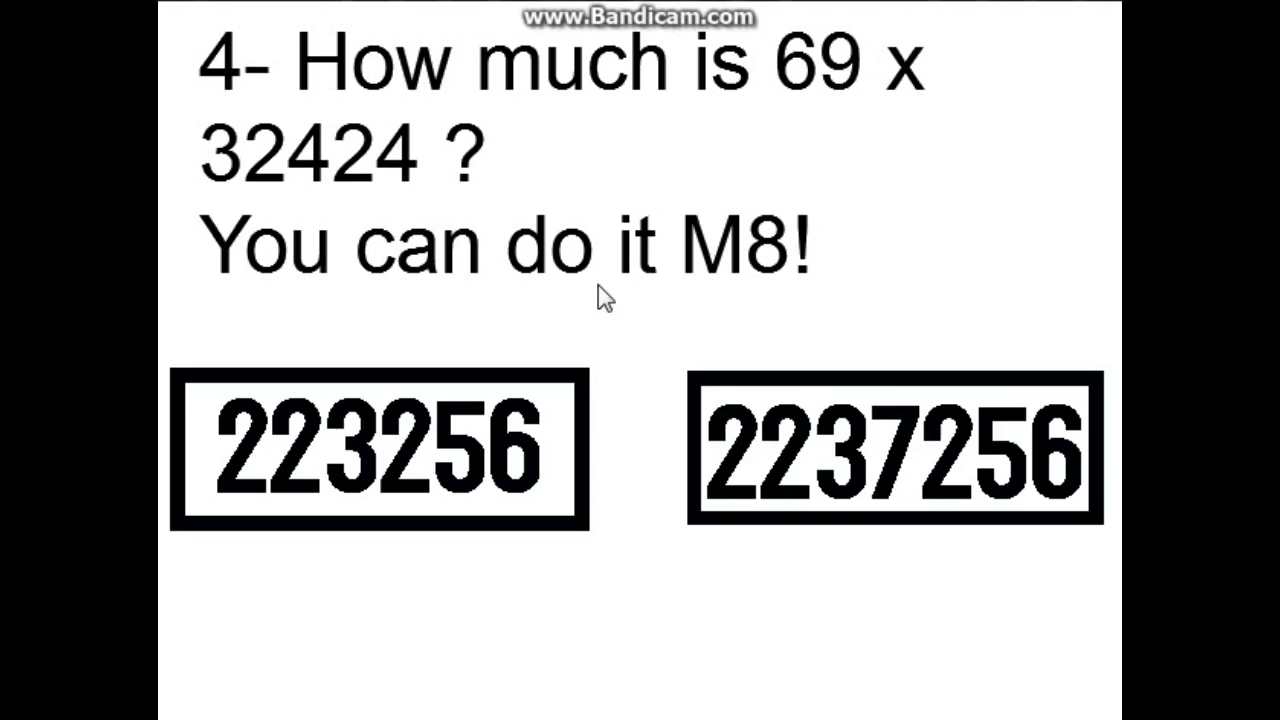 www.Bandicam.com
4- How much is 69 x
32424 ?
You can do it M8!
223256
2237256